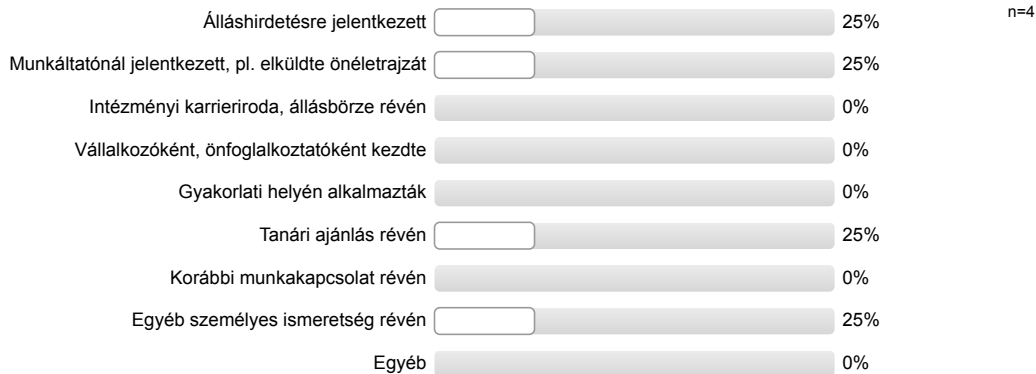 Álláshirdetésre jelentkezett 25% n=4
Munkáltatónál jelentkezett, pl. elküldte önéletrajzát 25%
Intézményi karrieriroda, állásbörze révén 0%
Vállalkozóként, önfoglalkoztatóként kezdte 0%
Gyakorlati helyén alkalmazták 0%
Tanári ajánlás révén 25%
Korábbi munkakapcsolat révén 0%
Egyéb személyes ismeretség révén 25%
Egyéb 0%